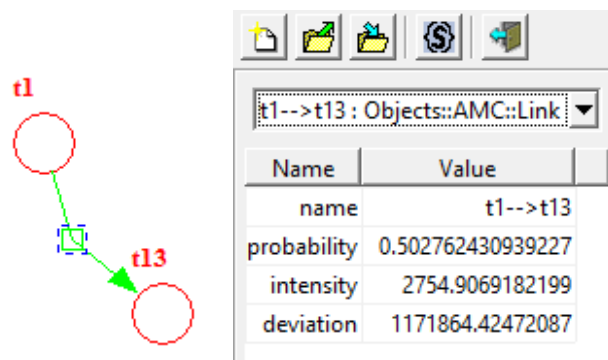 t1
t13
{S}
t1-->t13 : Objects::AMC::Link
Name Value
name t1-->t13
probability 0.502762430939227
intensity 2754.9069182199
deviation 1171864.42472087